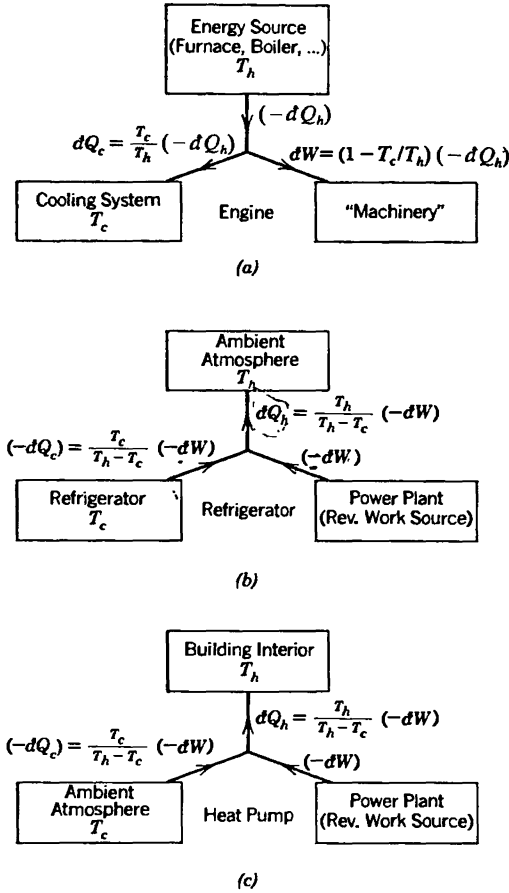 Energy Source
(Furnace, Boiler, ...)
T_h
(−đQ_h)
đQ_c = T_c/T_h (−đQ_h)
đW = (1 − T_c/T_h) (−đQ_h)
Cooling System
T_c
Engine
"Machinery"
(a)
Ambient
Atmosphere
T_h
đQ_h = T_h/(T_h − T_c) (−đW)
(−đQ_c) = T_c/(T_h − T_c) (−đW)
(−đW)
Refrigerator
T_c
Refrigerator
Power Plant
(Rev. Work Source)
(b)
Building Interior
T_h
đQ_h = T_h/(T_h − T_c) (−đW)
(−đQ_c) = T_c/(T_h − T_c) (−đW)
(−đW)
Ambient
Atmosphere
T_c
Heat Pump
Power Plant
(Rev. Work Source)
(c)